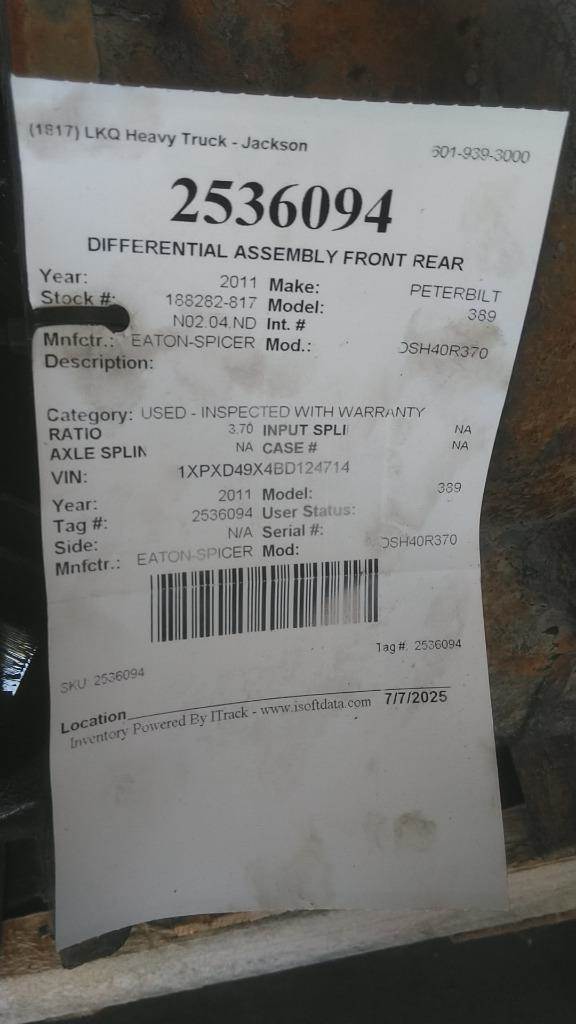 (1817) LKQ Heavy Truck - Jackson 601-939-3000
2536094
DIFFERENTIAL ASSEMBLY FRONT REAR
Year: 2011 Make: PETERBILT
Stock #: 188282-817 Model: 389
N02.04.ND Int. #
Mnfctr.: EATON-SPICER Mod.: DSH40R370
Description:
Category: USED - INSPECTED WITH WARRANTY
RATIO 3.70 INPUT SPLI NA
AXLE SPLIN NA CASE # NA
VIN: 1XPXD49X4BD124714
Year: 2011 Model: 389
Tag #: 2536094 User Status:
Side: N/A Serial #:
Mnfctr.: EATON-SPICER Mod: DSH40R370
Tag #: 2536094
SKU: 2536094
Location 7/7/2025
Inventory Powered By ITrack - www.isoftdata.com